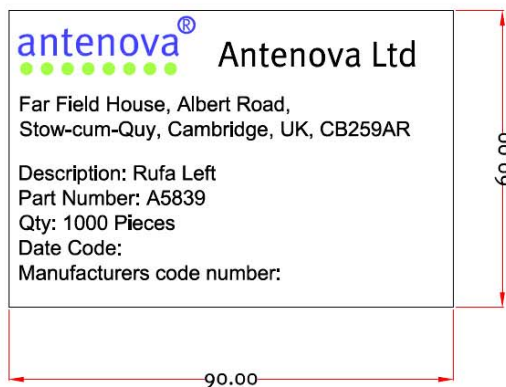 antenova®
Antenova Ltd
Far Field House, Albert Road,
Stow-cum-Quy, Cambridge, UK, CB259AR
Description: Rufa Left
Part Number: A5839
Qty: 1000 Pieces
Date Code:
Manufacturers code number:
60.00
90.00